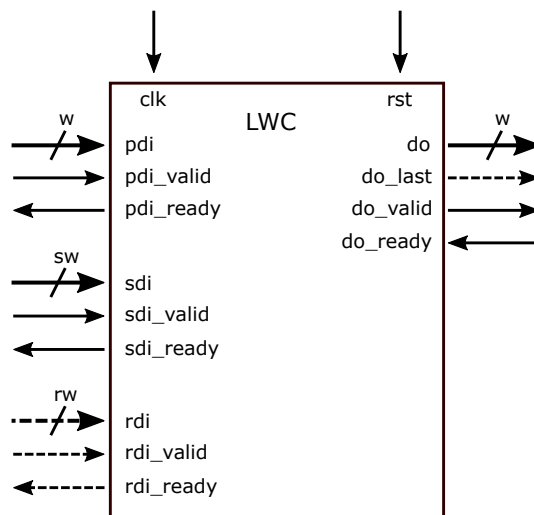 clk
rst
LWC
w
pdi
pdi_valid
pdi_ready
sw
sdi
sdi_valid
sdi_ready
rw
rdi
rdi_valid
rdi_ready
w
do
do_last
do_valid
do_ready